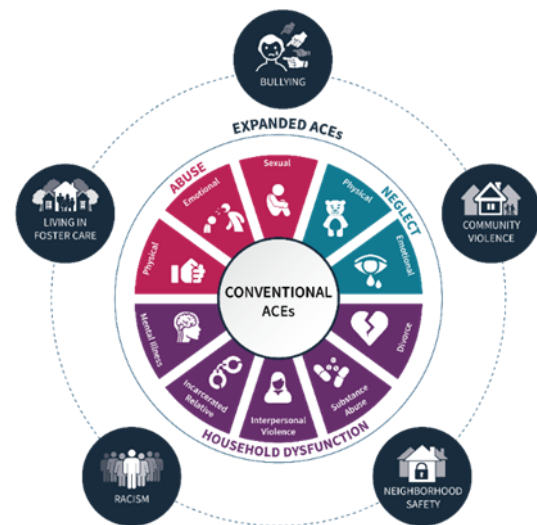 BULLYING
EXPANDED ACEs
LIVING IN
FOSTER CARE
COMMUNITY
VIOLENCE
ABUSE
NEGLECT
Physical
Emotional
Sexual
Physical
Emotional
CONVENTIONAL
ACEs
Mental Illness
Incarcerated
Relative
Interpersonal
Violence
Substance
Abuse
Divorce
HOUSEHOLD DYSFUNCTION
RACISM
NEIGHBORHOOD
SAFETY